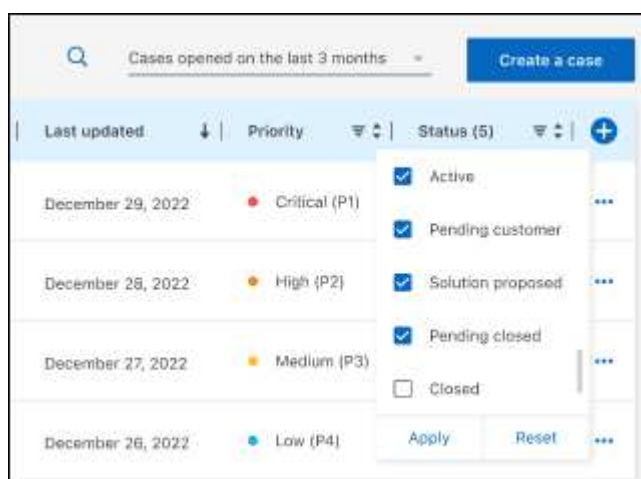 Cases opened on the last 3 months
Create a case
Last updated
Priority
Status (5)
Active
December 29, 2022
Critical (P1)
Pending customer
December 28, 2022
High (P2)
Solution proposed
Pending closed
December 27, 2022
Medium (P3)
Closed
December 26, 2022
Low (P4)
Apply
Reset